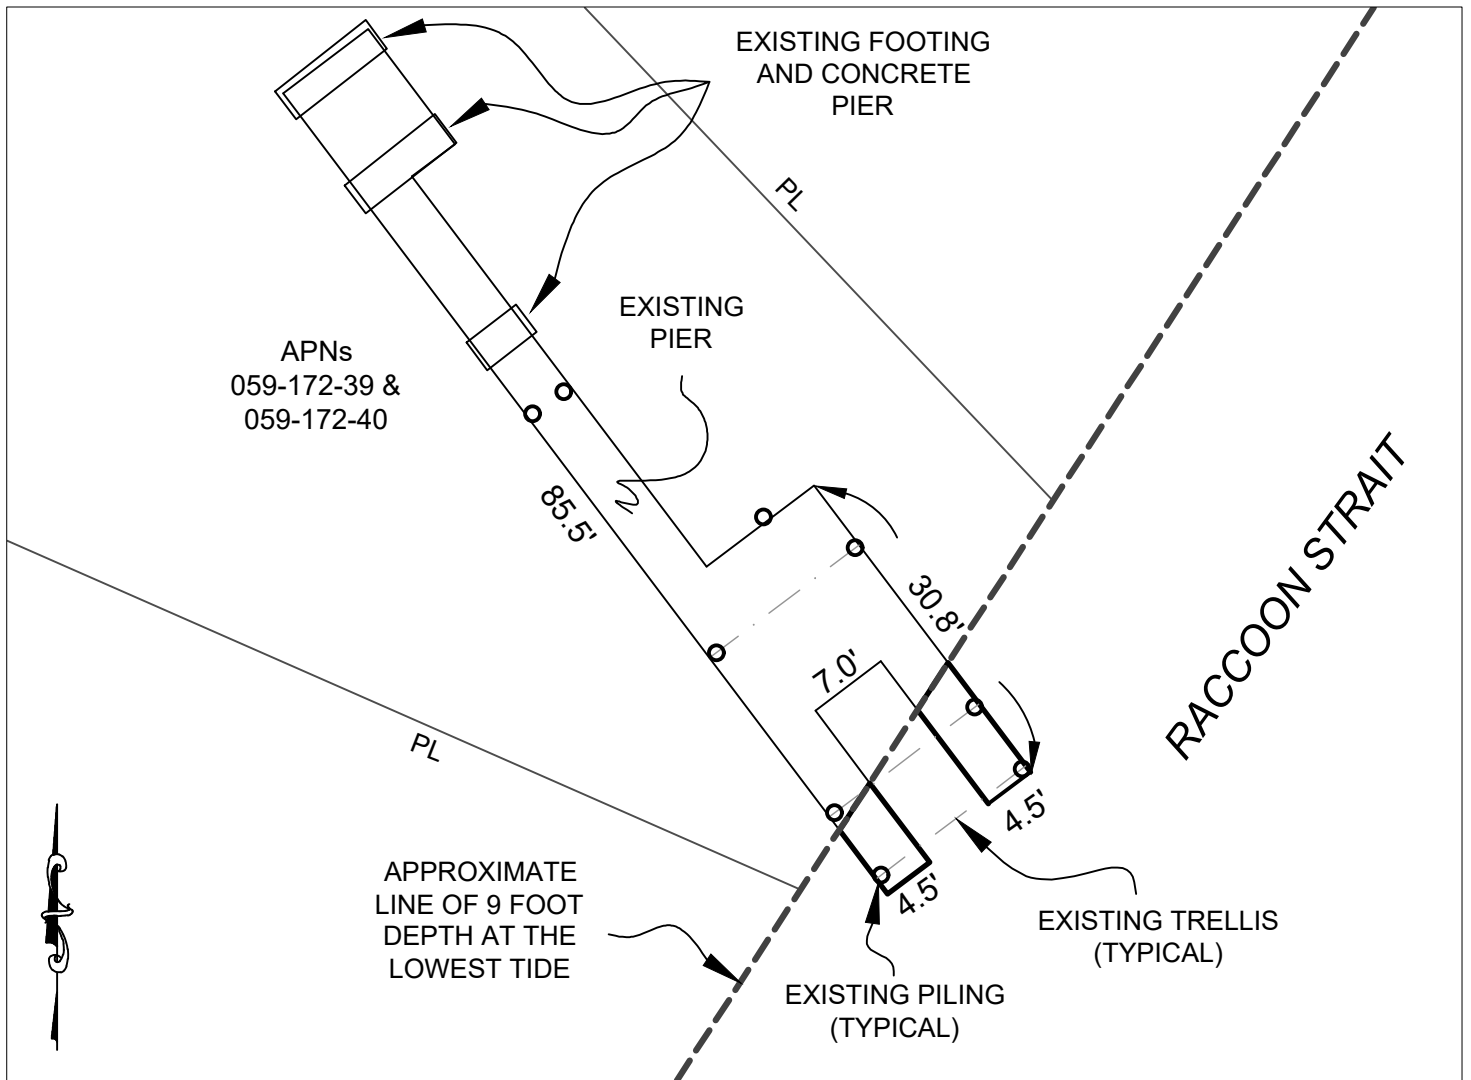 EXISTING FOOTING
AND CONCRETE
PIER
PL
EXISTING
PIER
APNs
059-172-39 &
059-172-40
85.5'
30.8'
RACCOON STRAIT
7.0'
PL
4.5'
4.5'
APPROXIMATE
LINE OF 9 FOOT
DEPTH AT THE
LOWEST TIDE
EXISTING TRELLIS
(TYPICAL)
EXISTING PILING
(TYPICAL)